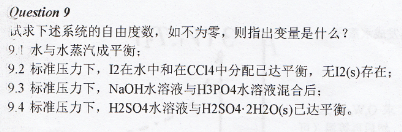 Question 9
试求下述系统的自由度数，如不为零，则指出变量是什么？
9.1 水与水蒸汽成平衡；
9.2 标准压力下，I2在水中和在CCl4中分配已达平衡，无I2(s)存在；
9.3 标准压力下，NaOH水溶液与H3PO4水溶液混合后；
9.4 标准压力下，H2SO4水溶液与H2SO4·2H2O(s)已达平衡。